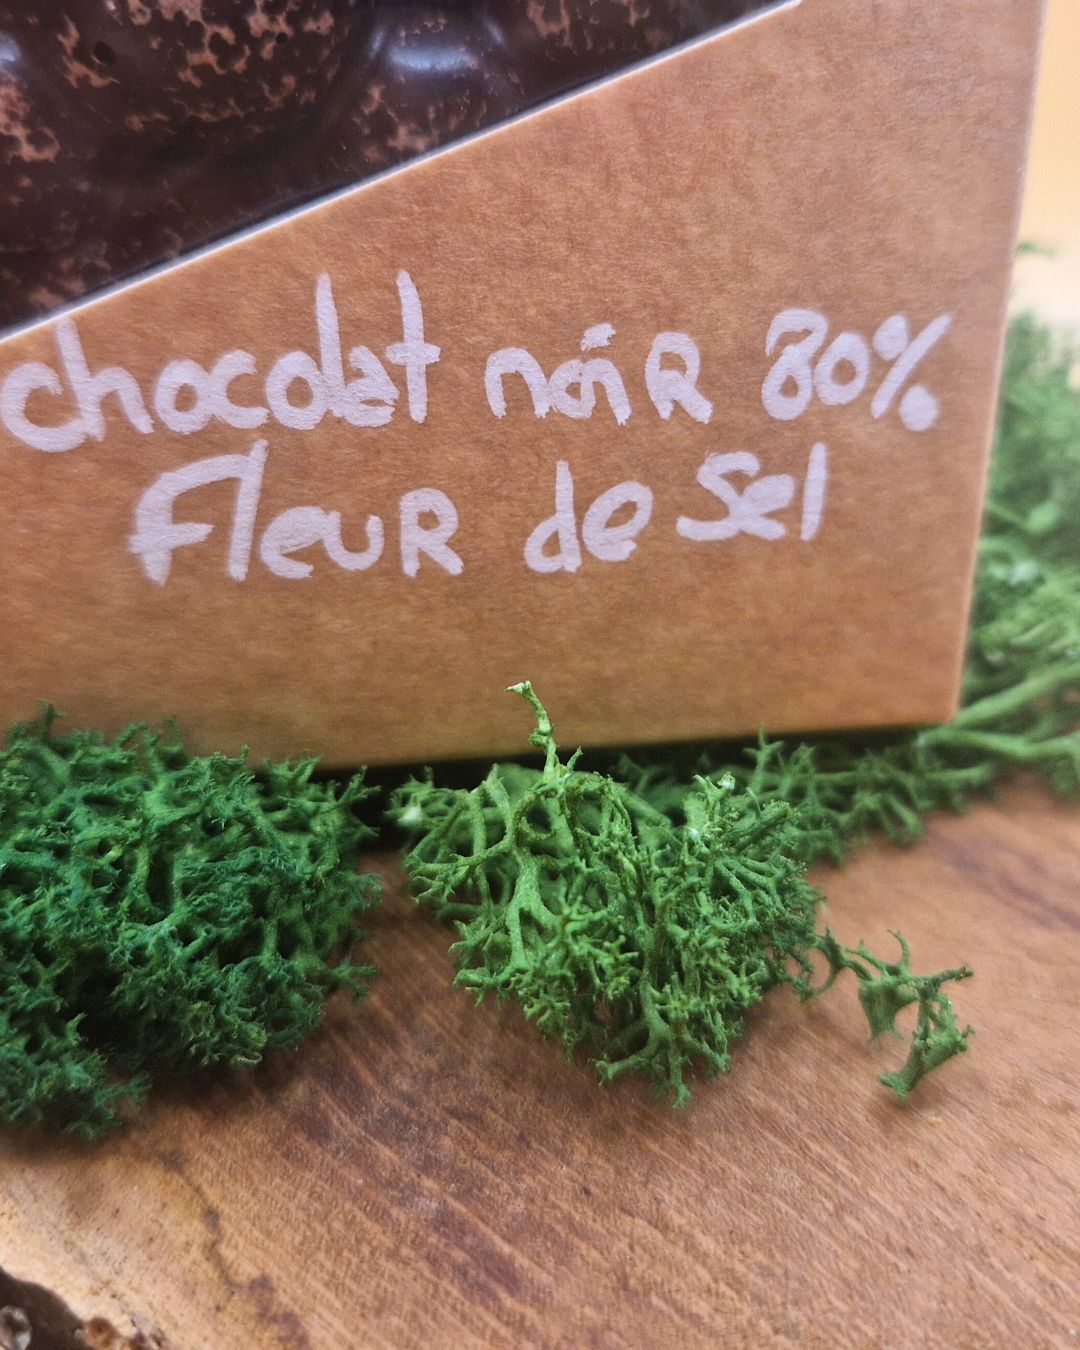 chocolat noir 80%
Fleur de Sel